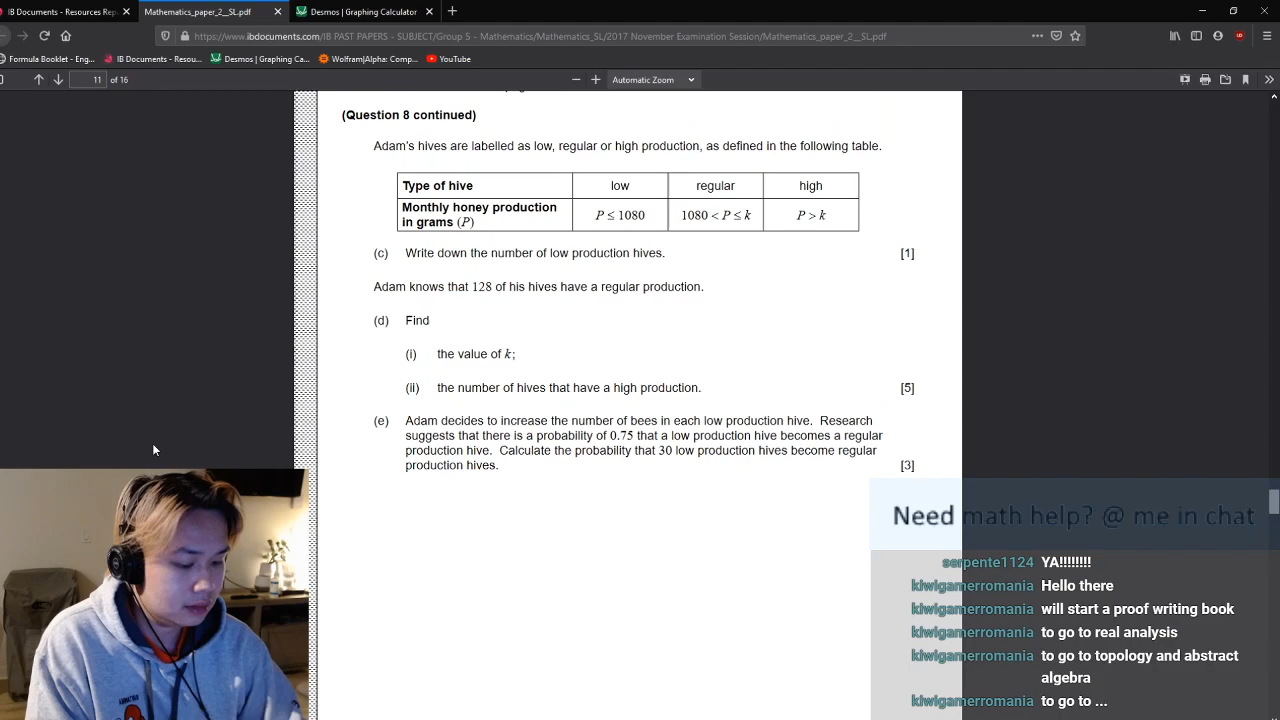 IB Documents - Resources Rep
Mathematics_paper_2__SL.pdf
Desmos | Graphing Calculator
https://www.ibdocuments.com/IB PAST PAPERS - SUBJECT/Group 5 - Mathematics/Mathematics_SL/2017 November Examination Session/Mathematics_paper_2__SL.pdf
Formula Booklet - Eng...
IB Documents - Resou...
Desmos | Graphing Ca...
Wolfram|Alpha: Comp...
YouTube
11 of 16
Automatic Zoom
(Question 8 continued)
Adam's hives are labelled as low, regular or high production, as defined in the following table.
Type of hive low regular high
Monthly honey production
in grams (P) P ≤ 1080 1080 < P ≤ k P > k
(c) Write down the number of low production hives. [1]
Adam knows that 128 of his hives have a regular production.
(d) Find
(i) the value of k;
(ii) the number of hives that have a high production. [5]
(e) Adam decides to increase the number of bees in each low production hive. Research
suggests that there is a probability of 0.75 that a low production hive becomes a regular
production hive. Calculate the probability that 30 low production hives become regular
production hives. [3]
Need math help? @ me in chat
serpente1124 YA!!!!!!!!
kiwigamerromania Hello there
kiwigamerromania will start a proof writing book
kiwigamerromania to go to real analysis
kiwigamerromania to go to topology and abstract
algebra
kiwigamerromania to go to ...